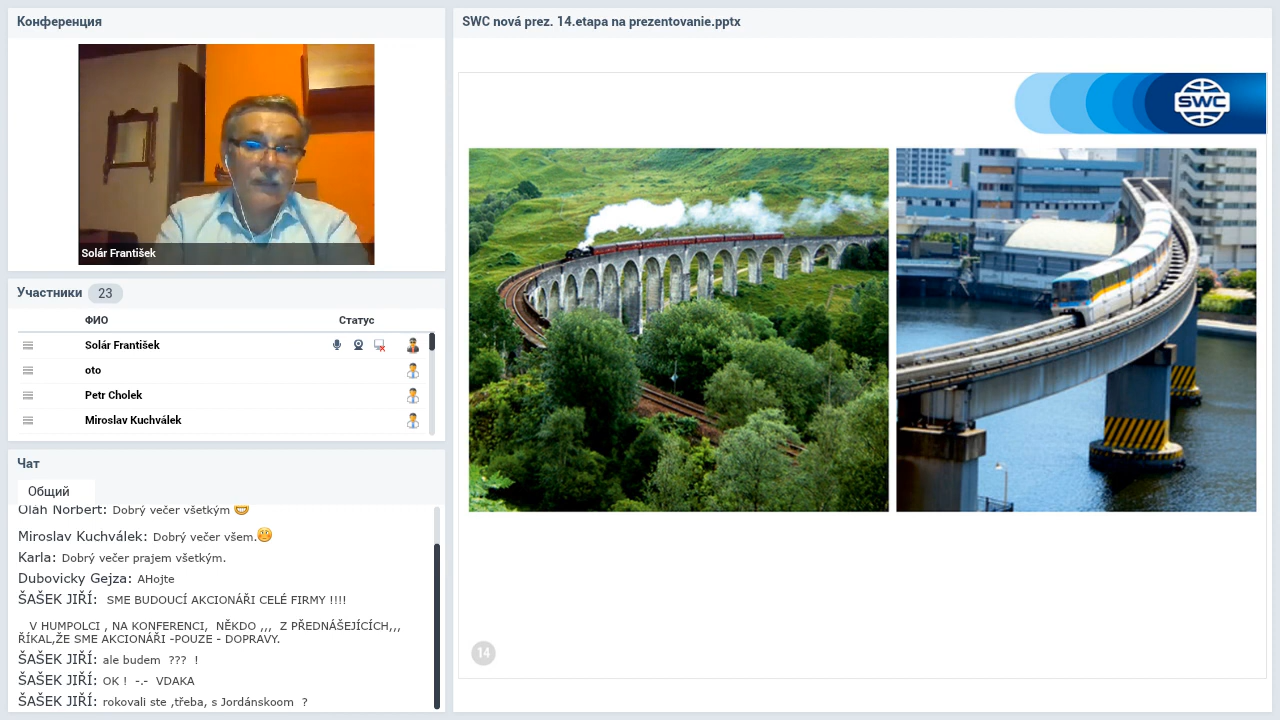 Конференция
Solár František
Участники 23
ФИО Статус
Solár František
oto
Petr Cholek
Miroslav Kuchválek
Чат
Общий
Oláh Norbert: Dobrý večer všetkým
Miroslav Kuchválek: Dobrý večer všem.
Karla: Dobrý večer prajem všetkým.
Dubovicky Gejza: AHojte
ŠAŠEK JIŘÍ: SME BUDOUCÍ AKCIONÁŘI CELÉ FIRMY !!!!
V HUMPOLCI , NA KONFERENCI, NĚKDO ,,, Z PŘEDNÁŠEJÍCÍCH,,,
ŘÍKAL,ŽE SME AKCIONÁŘI -POUZE - DOPRAVY.
ŠAŠEK JIŘÍ: ale budem ??? !
ŠAŠEK JIŘÍ: OK ! -.- VDAKA
ŠAŠEK JIŘÍ: rokovali ste ,třeba, s Jordánskoom ?
SWC nová prez. 14.etapa na prezentovanie.pptx
SWC
14